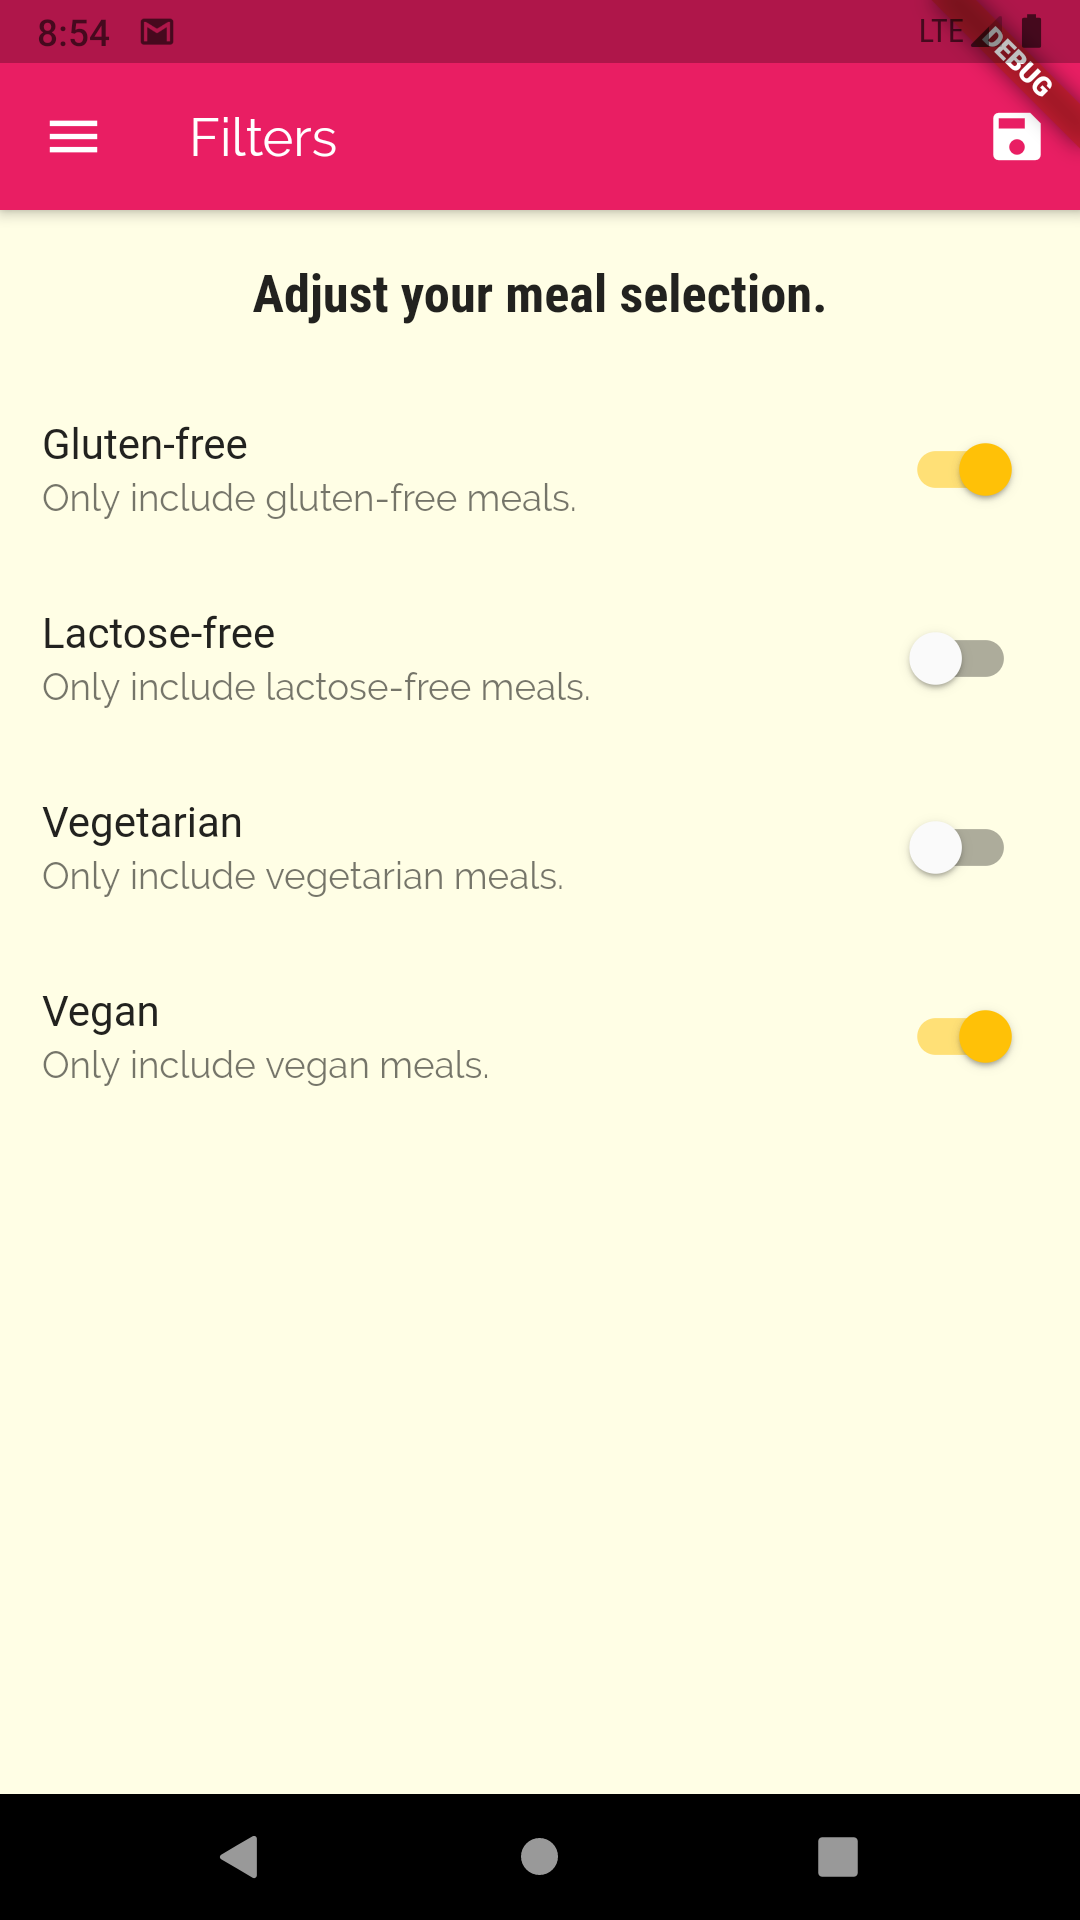 8:54 LTE
DEBUG
Filters
Adjust your meal selection.
Gluten-free
Only include gluten-free meals.
Lactose-free
Only include lactose-free meals.
Vegetarian
Only include vegetarian meals.
Vegan
Only include vegan meals.